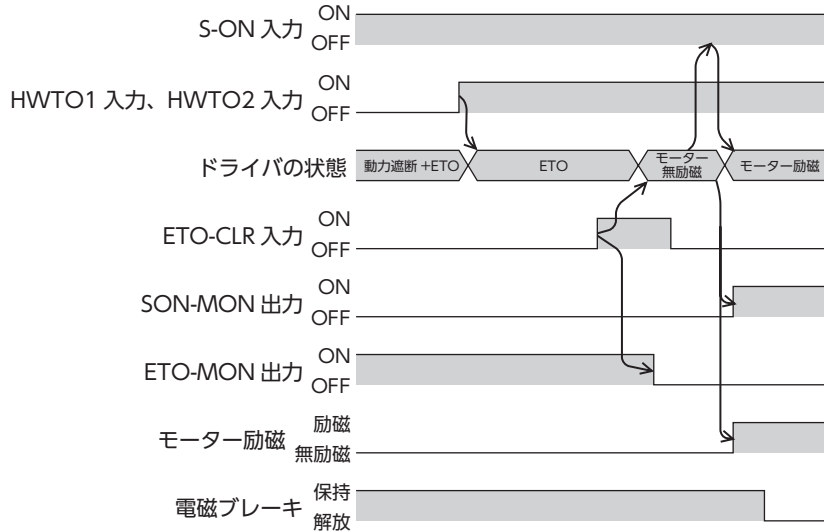 S-ON 入力 ON
OFF
HWTO1 入力、HWTO2 入力 ON
OFF
ドライバの状態 動力遮断 +ETO ETO モーター無励磁 モーター励磁
ETO-CLR 入力 ON
OFF
SON-MON 出力 ON
OFF
ETO-MON 出力 ON
OFF
モーター励磁 励磁
無励磁
電磁ブレーキ 保持
解放